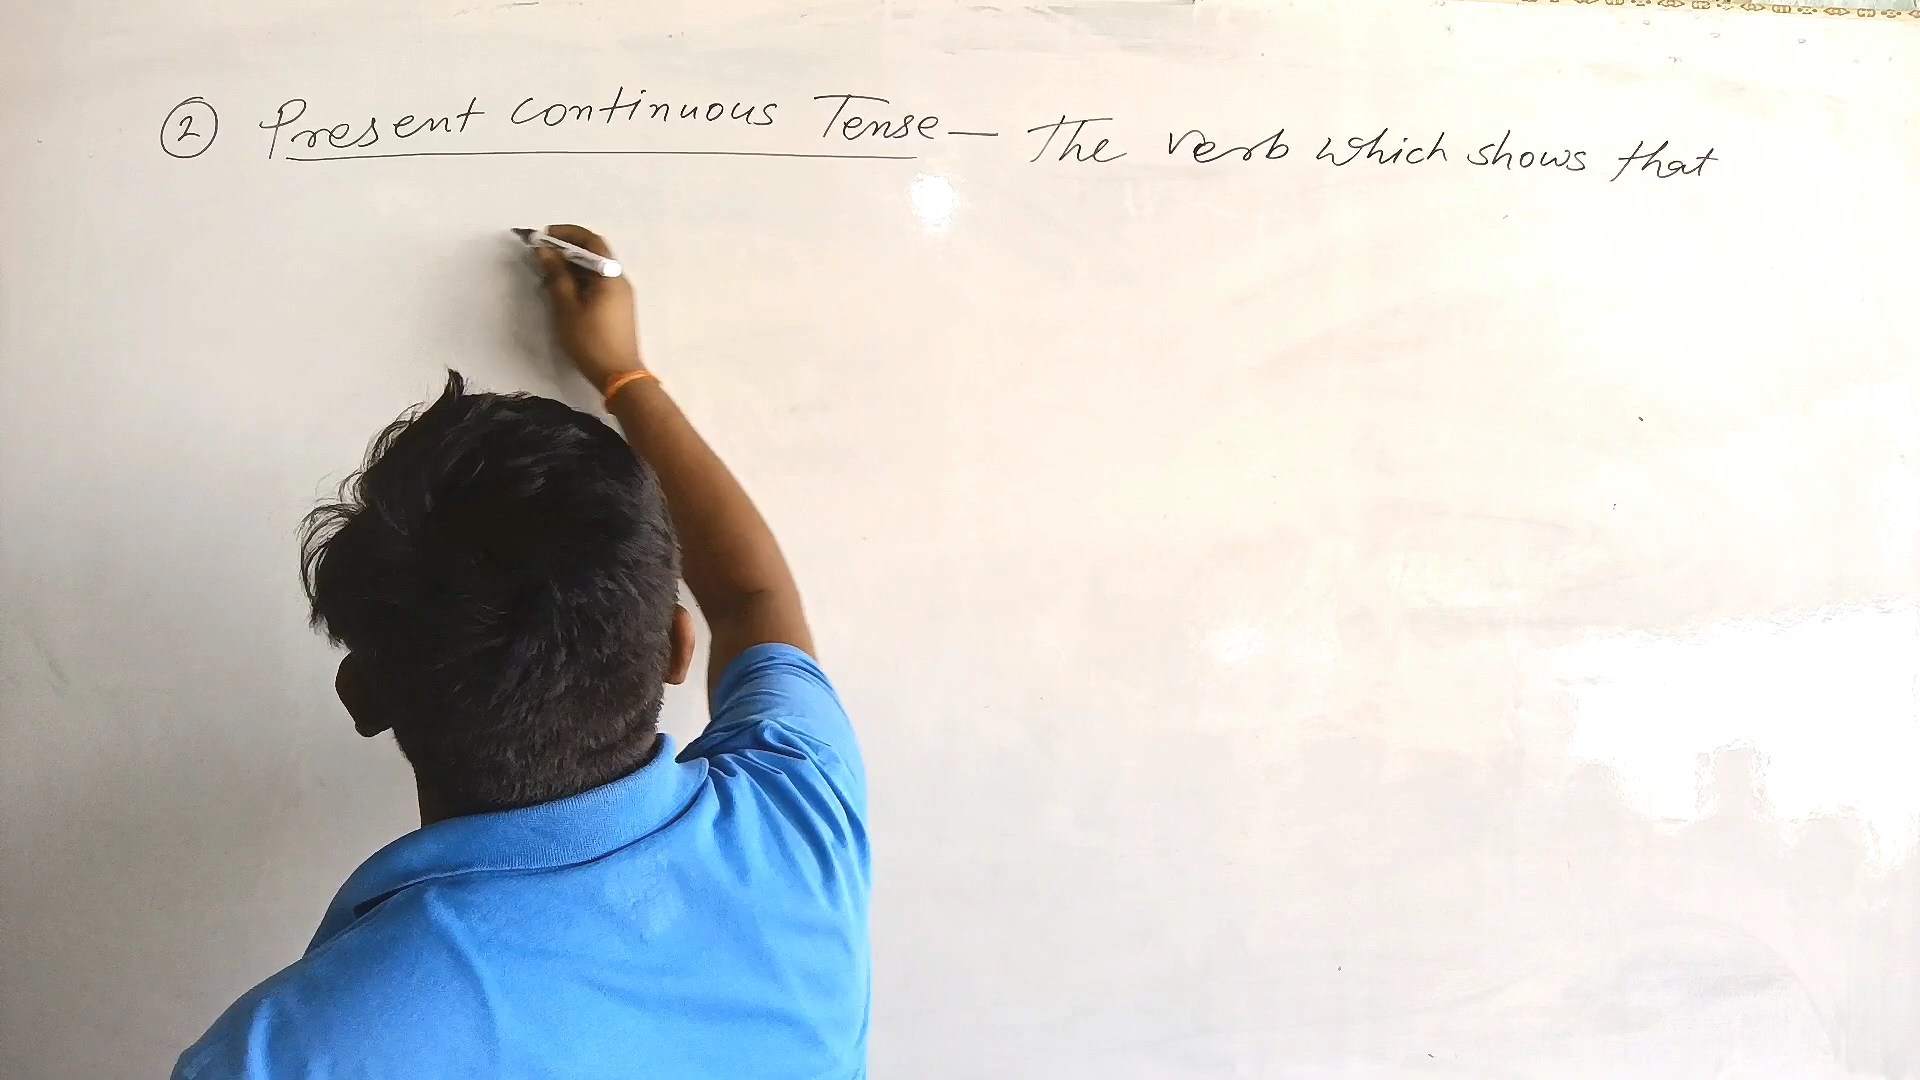 ② Present continuous Tense — The verb which shows that